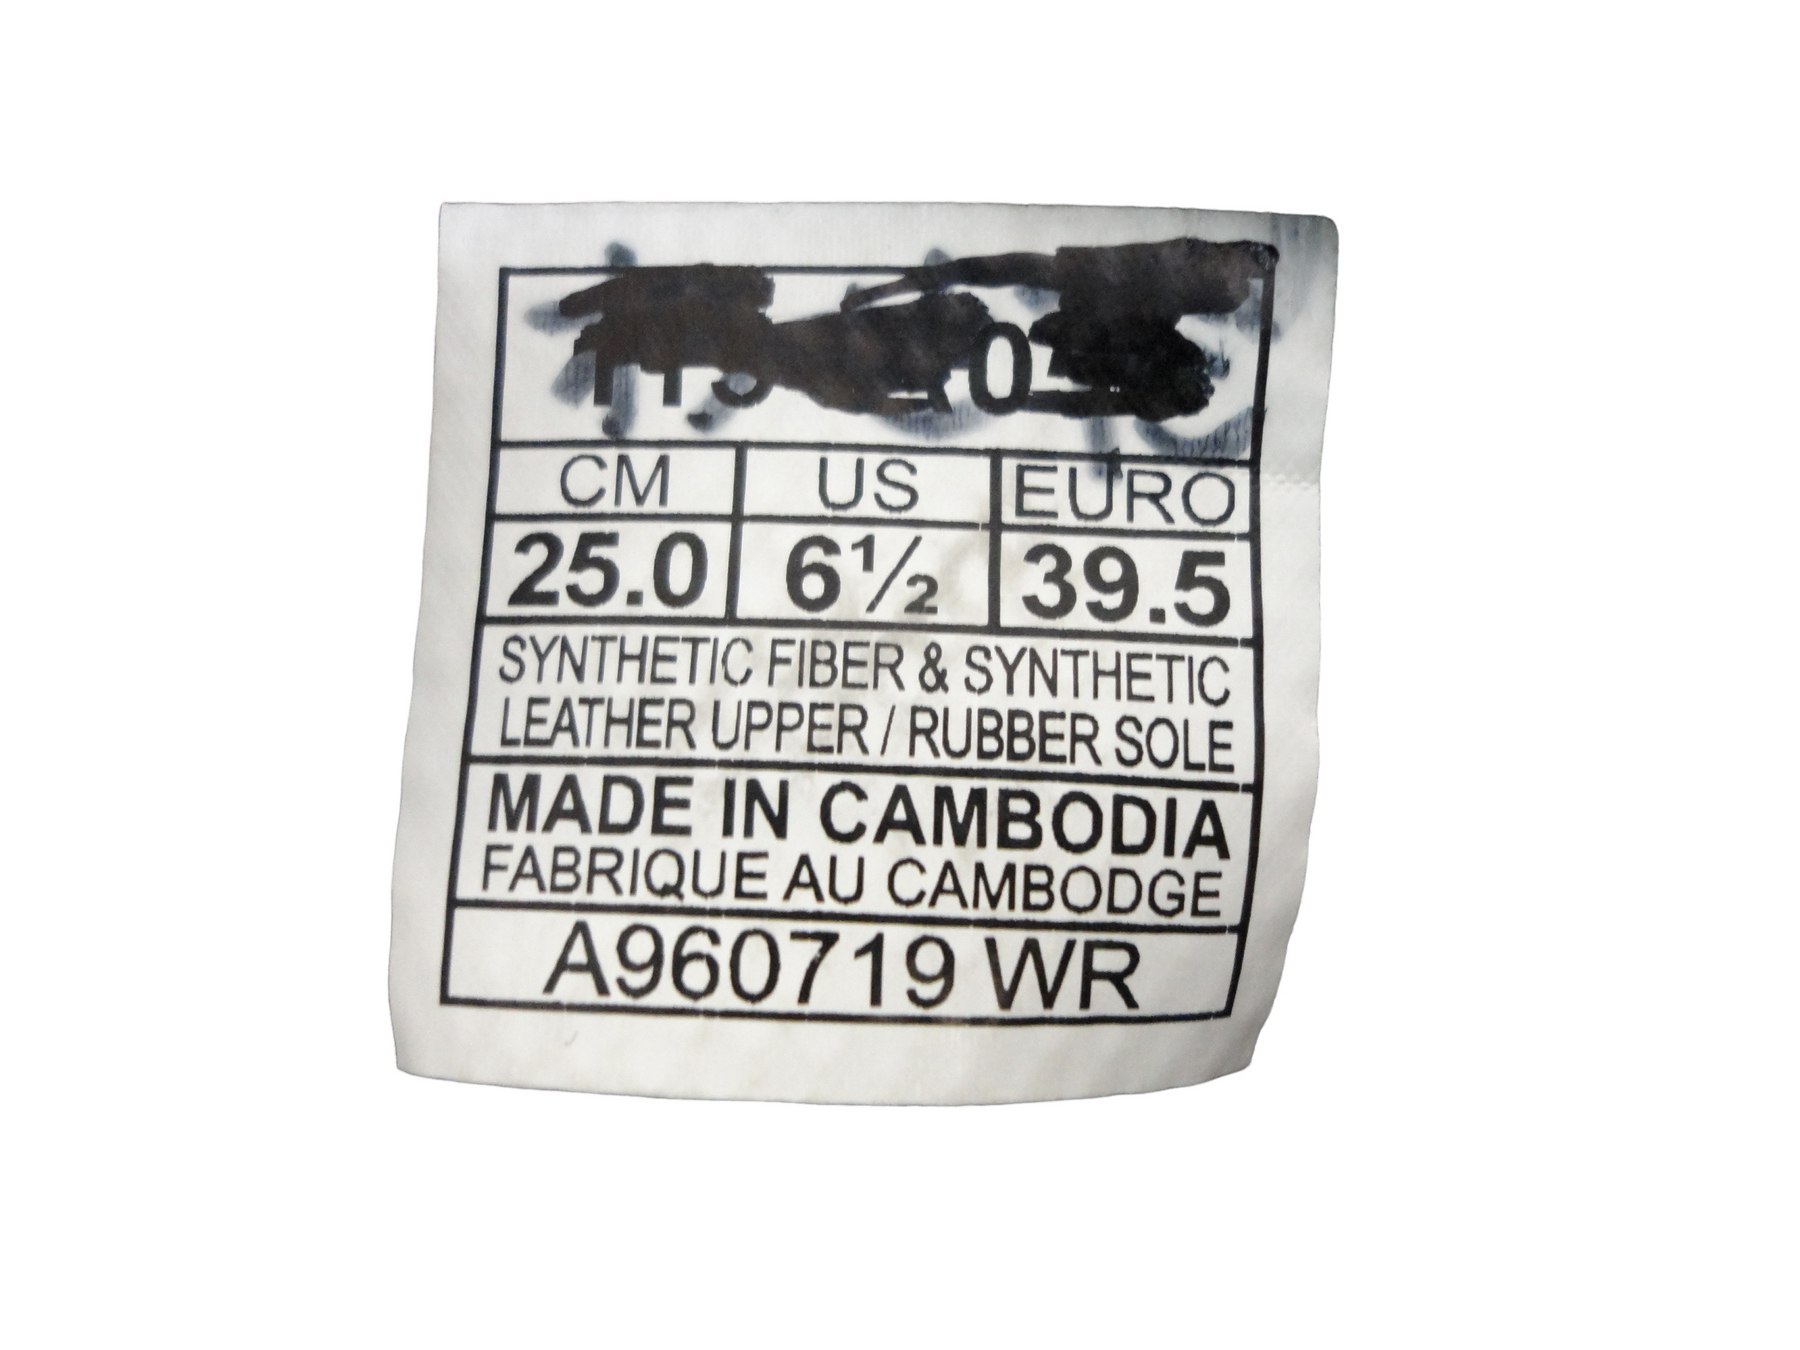 CM US EURO
25.0 6½ 39.5
SYNTHETIC FIBER & SYNTHETIC
LEATHER UPPER / RUBBER SOLE
MADE IN CAMBODIA
FABRIQUE AU CAMBODGE
A960719 WR